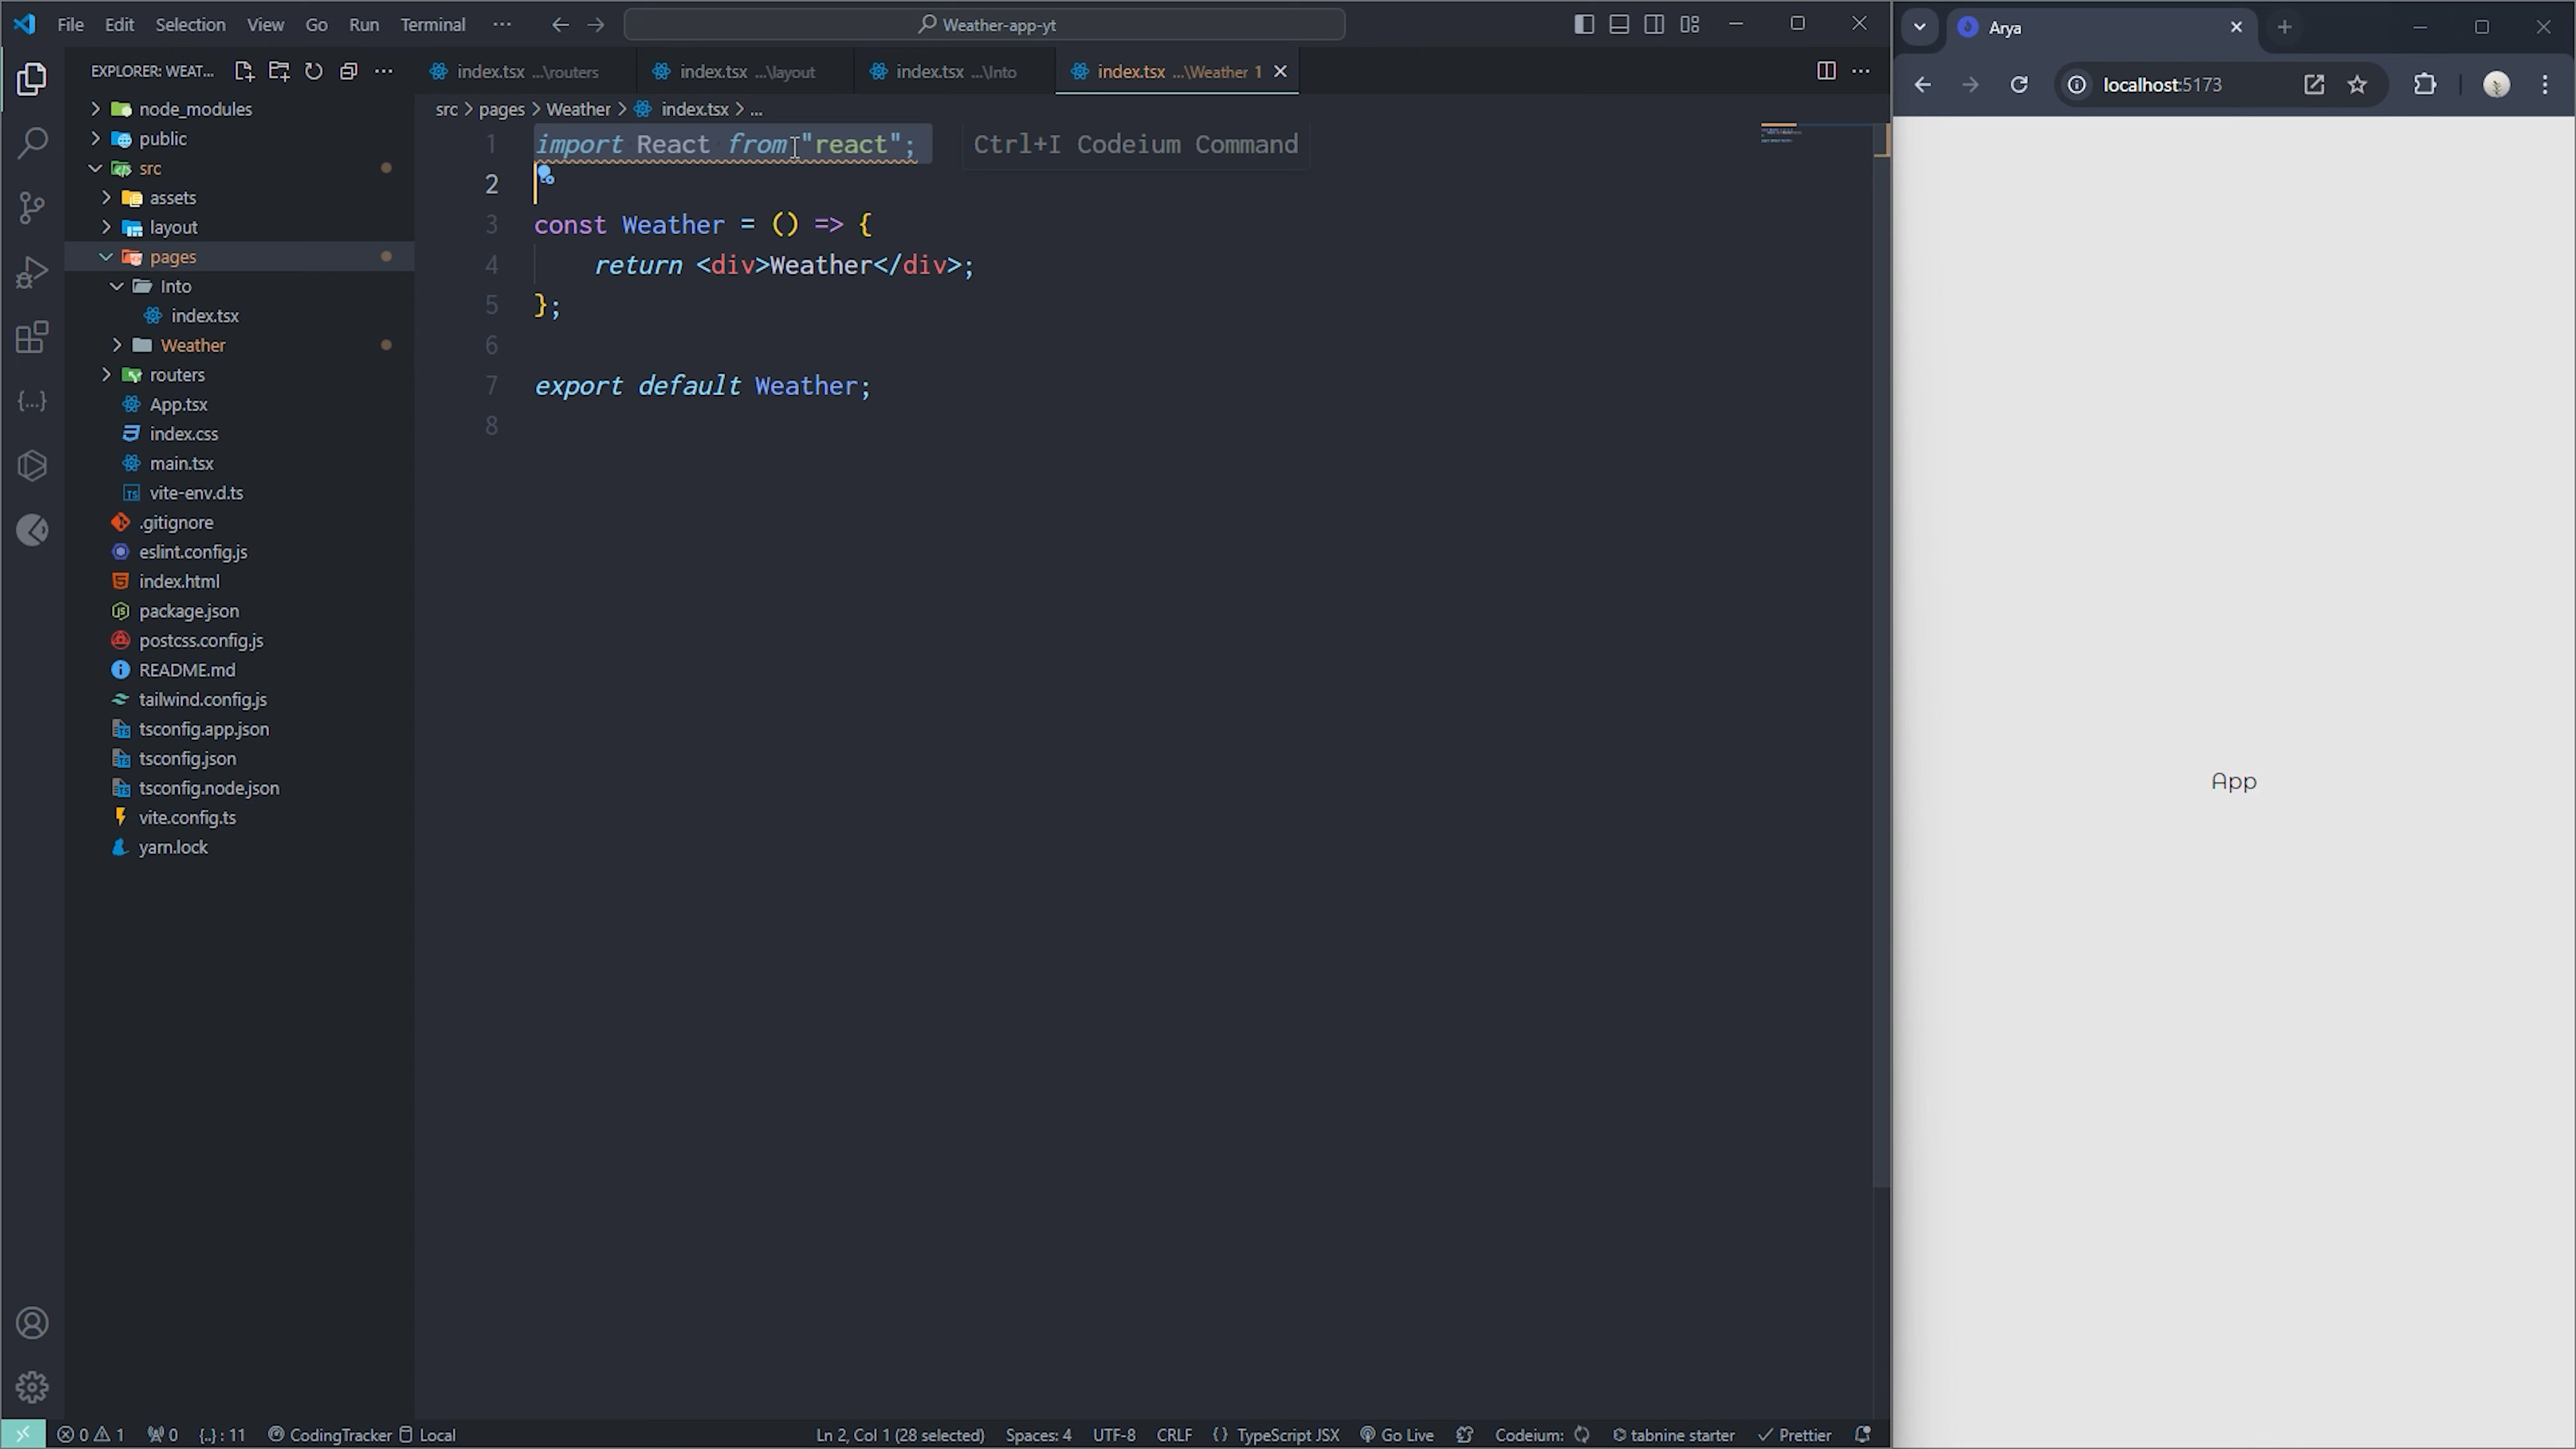 File Edit Selection View Go Run Terminal ··· Weather-app-yt
Arya
localhost:5173
EXPLORER: WEAT...
index.tsx ...\routers index.tsx ...\layout index.tsx ...\Into index.tsx ...\Weather 1
src > pages > Weather > index.tsx > ...
node_modules
public
src
assets
layout
pages
Into
index.tsx
Weather
routers
App.tsx
index.css
main.tsx
vite-env.d.ts
.gitignore
eslint.config.js
index.html
package.json
postcss.config.js
README.md
tailwind.config.js
tsconfig.app.json
tsconfig.json
tsconfig.node.json
vite.config.ts
yarn.lock
1 import React from "react"; Ctrl+I Codeium Command
2
3 const Weather = () => {
4 return <div>Weather</div>;
5 };
6
7 export default Weather;
8
App
0 1 0 {..} : 11 CodingTracker Local
Ln 2, Col 1 (28 selected) Spaces: 4 UTF-8 CRLF {} TypeScript JSX Go Live Codeium: tabnine starter Prettier